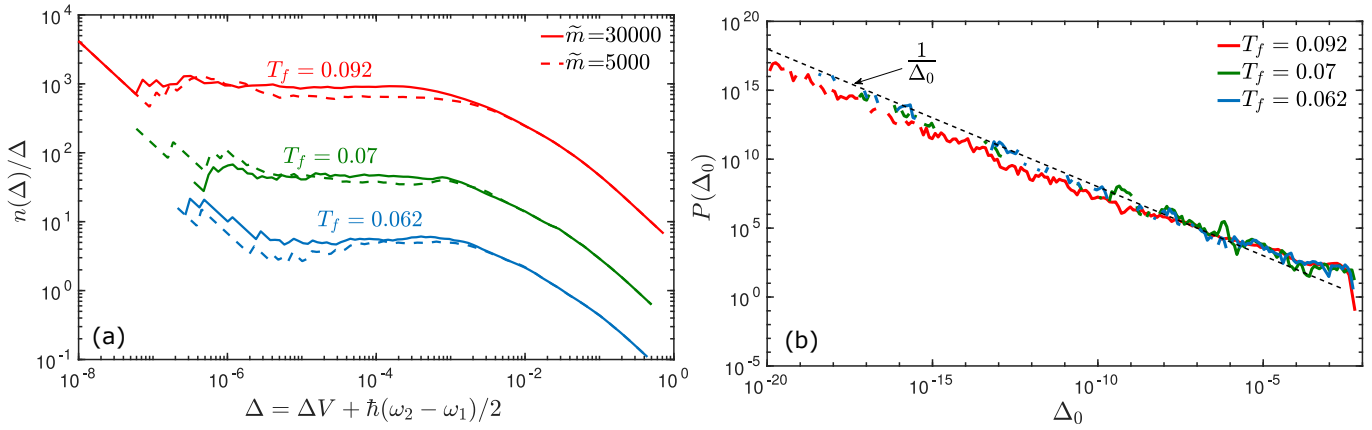 10^4
10^3
10^2
10^1
10^0
10^-1
n(Δ)/Δ
m̃=30000
m̃=5000
T_f = 0.092
T_f = 0.07
T_f = 0.062
(a)
10^-8
10^-6
10^-4
10^-2
10^0
Δ = ΔV + ħ(ω_2 − ω_1)/2
10^20
10^15
10^10
10^5
10^0
10^-5
P(Δ_0)
1/Δ_0
T_f = 0.092
T_f = 0.07
T_f = 0.062
(b)
10^-20
10^-15
10^-10
10^-5
Δ_0